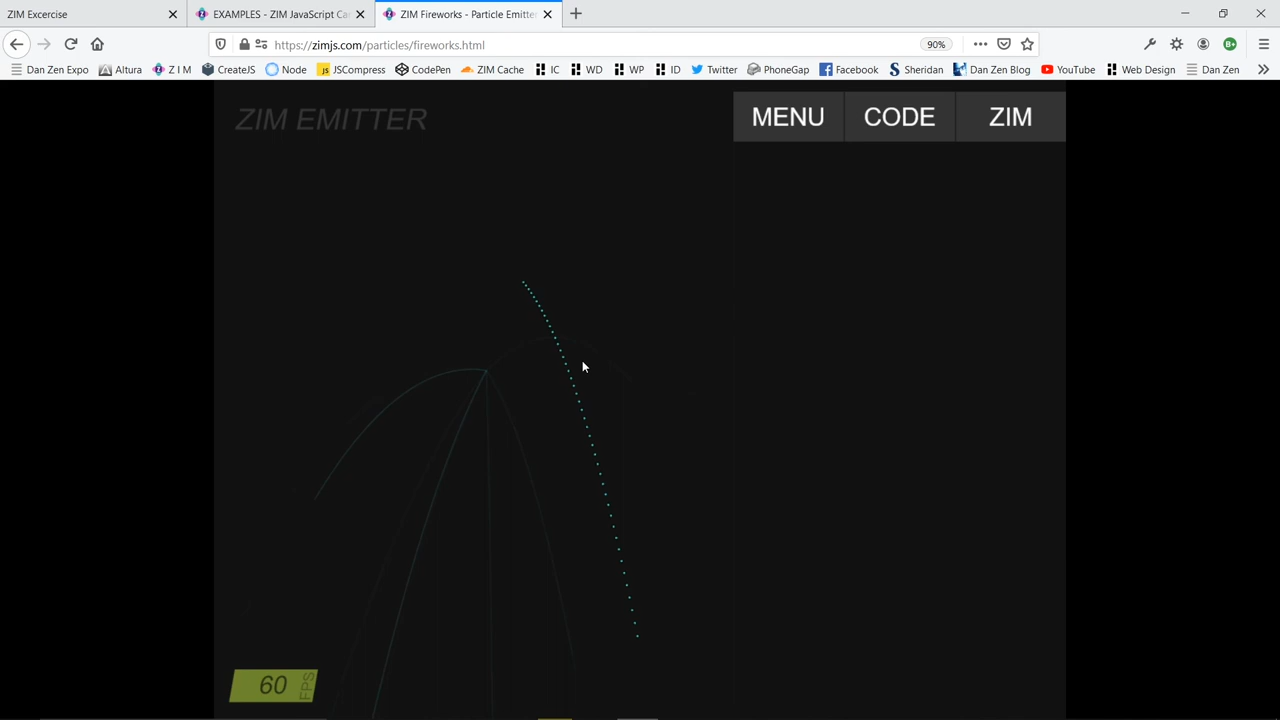 ZIM Excercise
EXAMPLES - ZIM JavaScript Ca
ZIM Fireworks - Particle Emitte
https://zimjs.com/particles/fireworks.html
90%
Dan Zen Expo
Altura
Z I M
CreateJS
Node
JSCompress
CodePen
ZIM Cache
IC
WD
WP
ID
Twitter
PhoneGap
Facebook
Sheridan
Dan Zen Blog
YouTube
Web Design
Dan Zen
ZIM EMITTER
MENU
CODE
ZIM
60
FPS